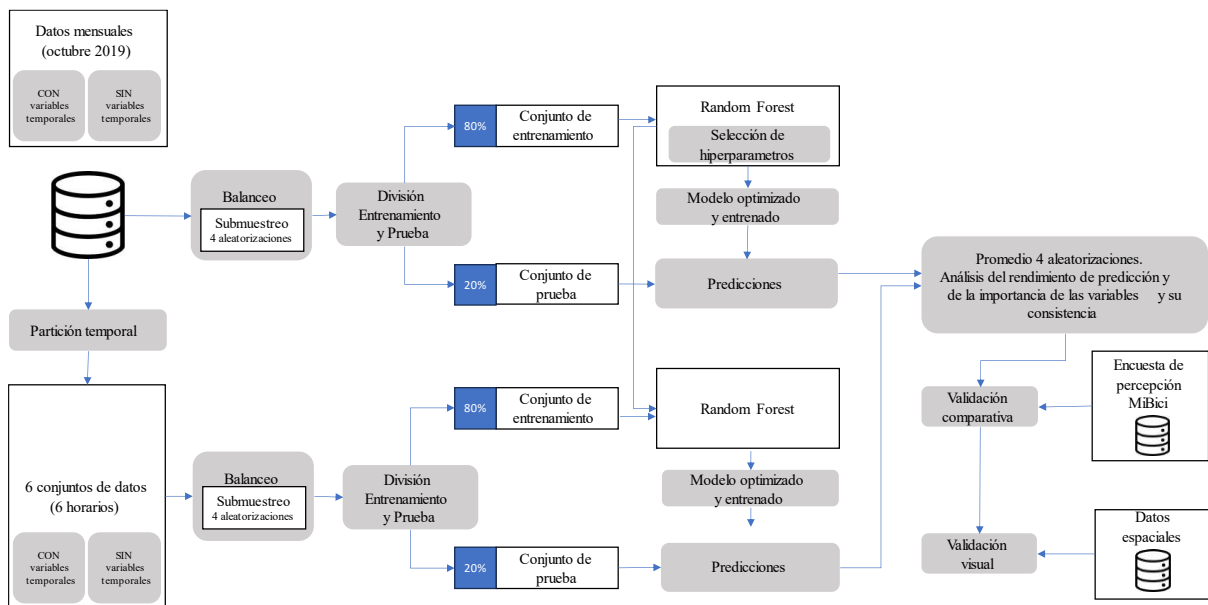 Datos mensuales
(octubre 2019)
CON
variables
temporales
SIN
variables
temporales
Balanceo
Submuestreo
4 aleatorizaciones
División
Entrenamiento
y Prueba
80%
Conjunto de
entrenamiento
20%
Conjunto de
prueba
Random Forest
Selección de
hiperparametros
Modelo optimizado
y entrenado
Predicciones
Promedio 4 aleatorizaciones.
Análisis del rendimiento de predicción y
de la importancia de las variables y su
consistencia
Partición temporal
6 conjuntos de datos
(6 horarios)
CON
variables
temporales
SIN
variables
temporales
Balanceo
Submuestreo
4 aleatorizaciones
División
Entrenamiento
y Prueba
80%
Conjunto de
entrenamiento
20%
Conjunto de
prueba
Random Forest
Modelo optimizado
y entrenado
Predicciones
Validación
comparativa
Encuesta de
percepción
MiBici
Validación
visual
Datos
espaciales